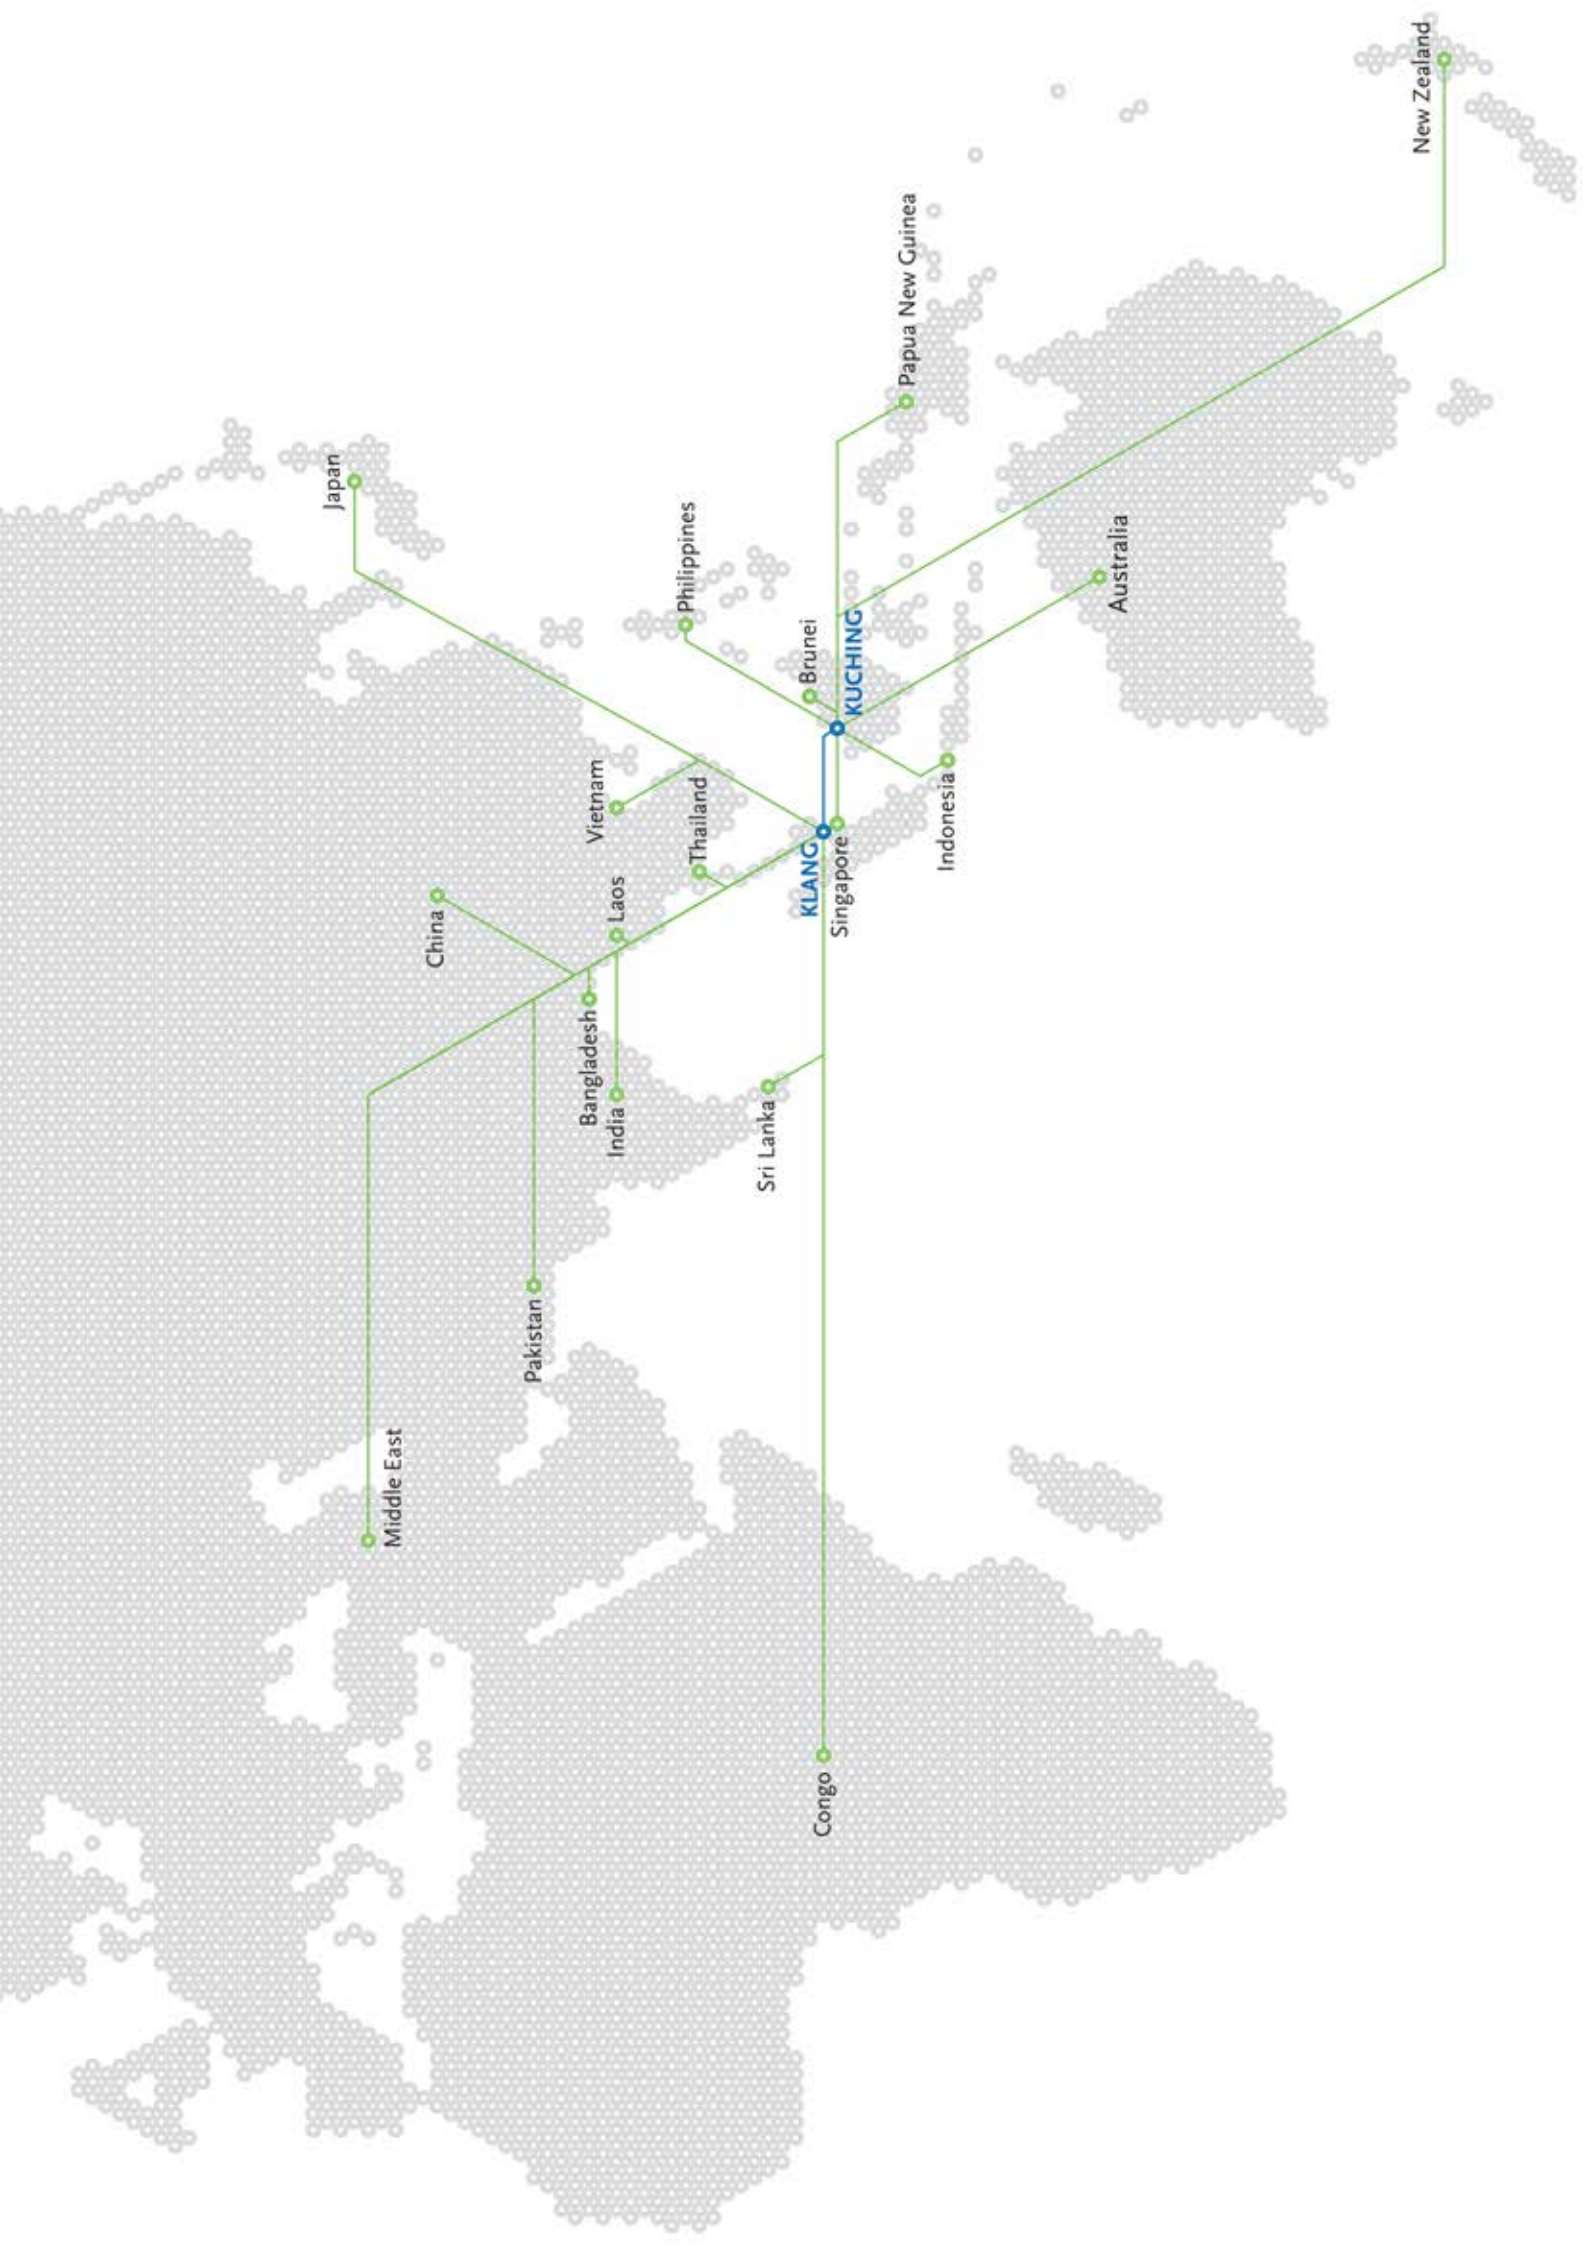 Middle East
Japan
China
Pakistan
Bangladesh
India
Laos
Vietnam
Thailand
Philippines
Sri Lanka
Brunei
KLANG
KUCHING
Singapore
Congo
Papua New Guinea
Indonesia
Australia
New Zealand